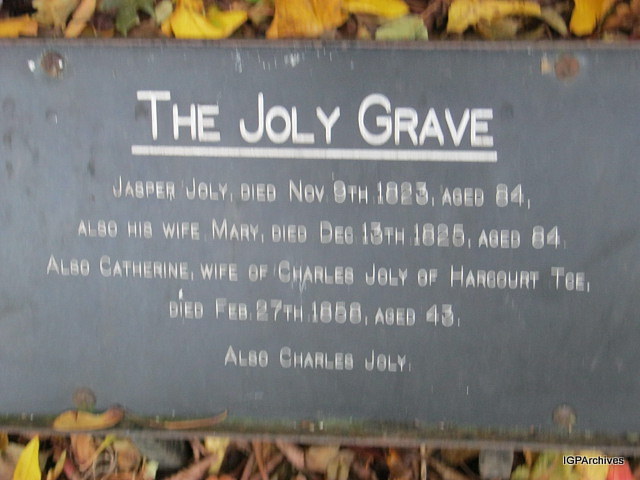 The Joly Grave
Jasper Joly, died Nov 9th 1823, aged 84,
also his wife Mary, died Dec 13th 1825, aged 84.
Also Catherine, wife of Charles Joly of Harcourt Tce,
died Feb. 27th 1858, aged 43.
Also Charles Joly.
IGPArchives